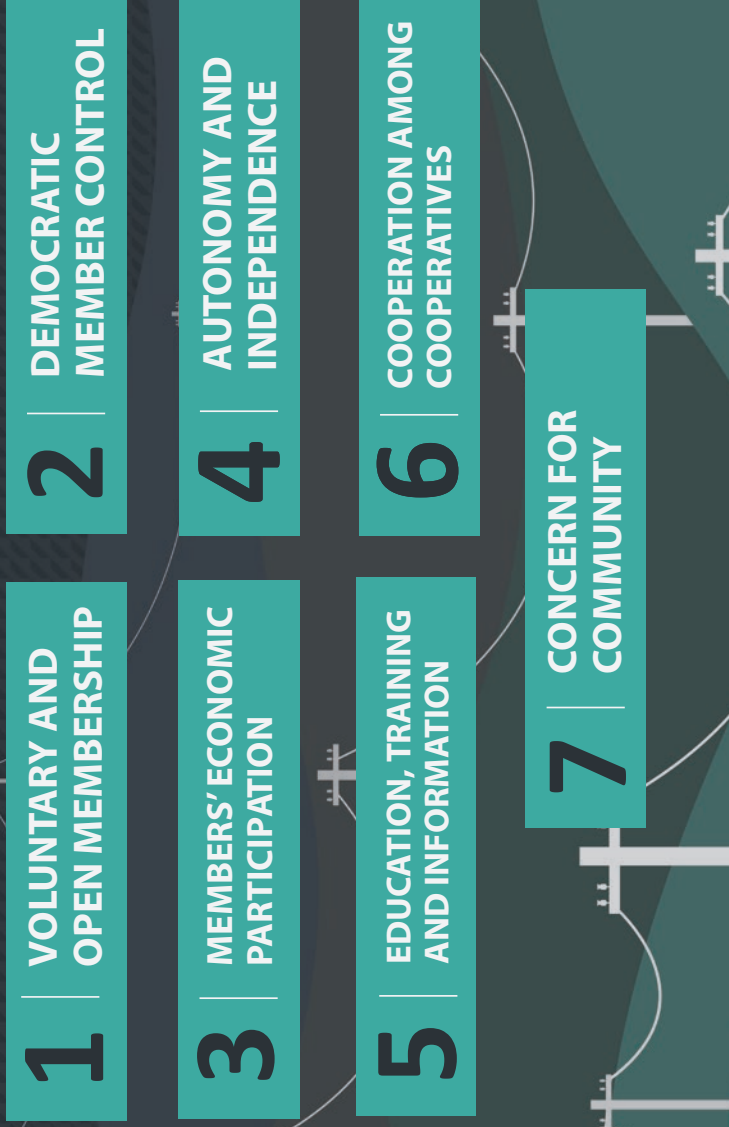 1
VOLUNTARY AND
OPEN MEMBERSHIP
2
DEMOCRATIC
MEMBER CONTROL
3
MEMBERS’ ECONOMIC
PARTICIPATION
4
AUTONOMY AND
INDEPENDENCE
5
EDUCATION, TRAINING
AND INFORMATION
6
COOPERATION AMONG
COOPERATIVES
7
CONCERN FOR
COMMUNITY